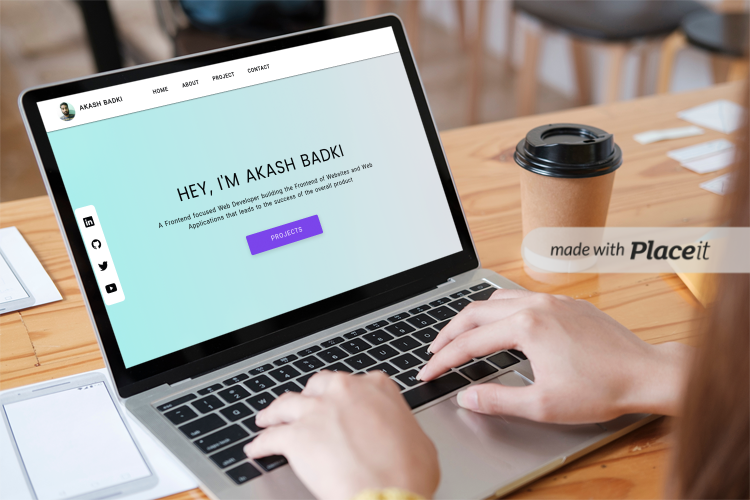 AKASH BADKI
HOME ABOUT PROJECT CONTACT
HEY, I'M AKASH BADKI
A Frontend focused Web Developer building the Frontend of Websites and Web
Applications that leads to the success of the overall product
PROJECTS
made with Placeit